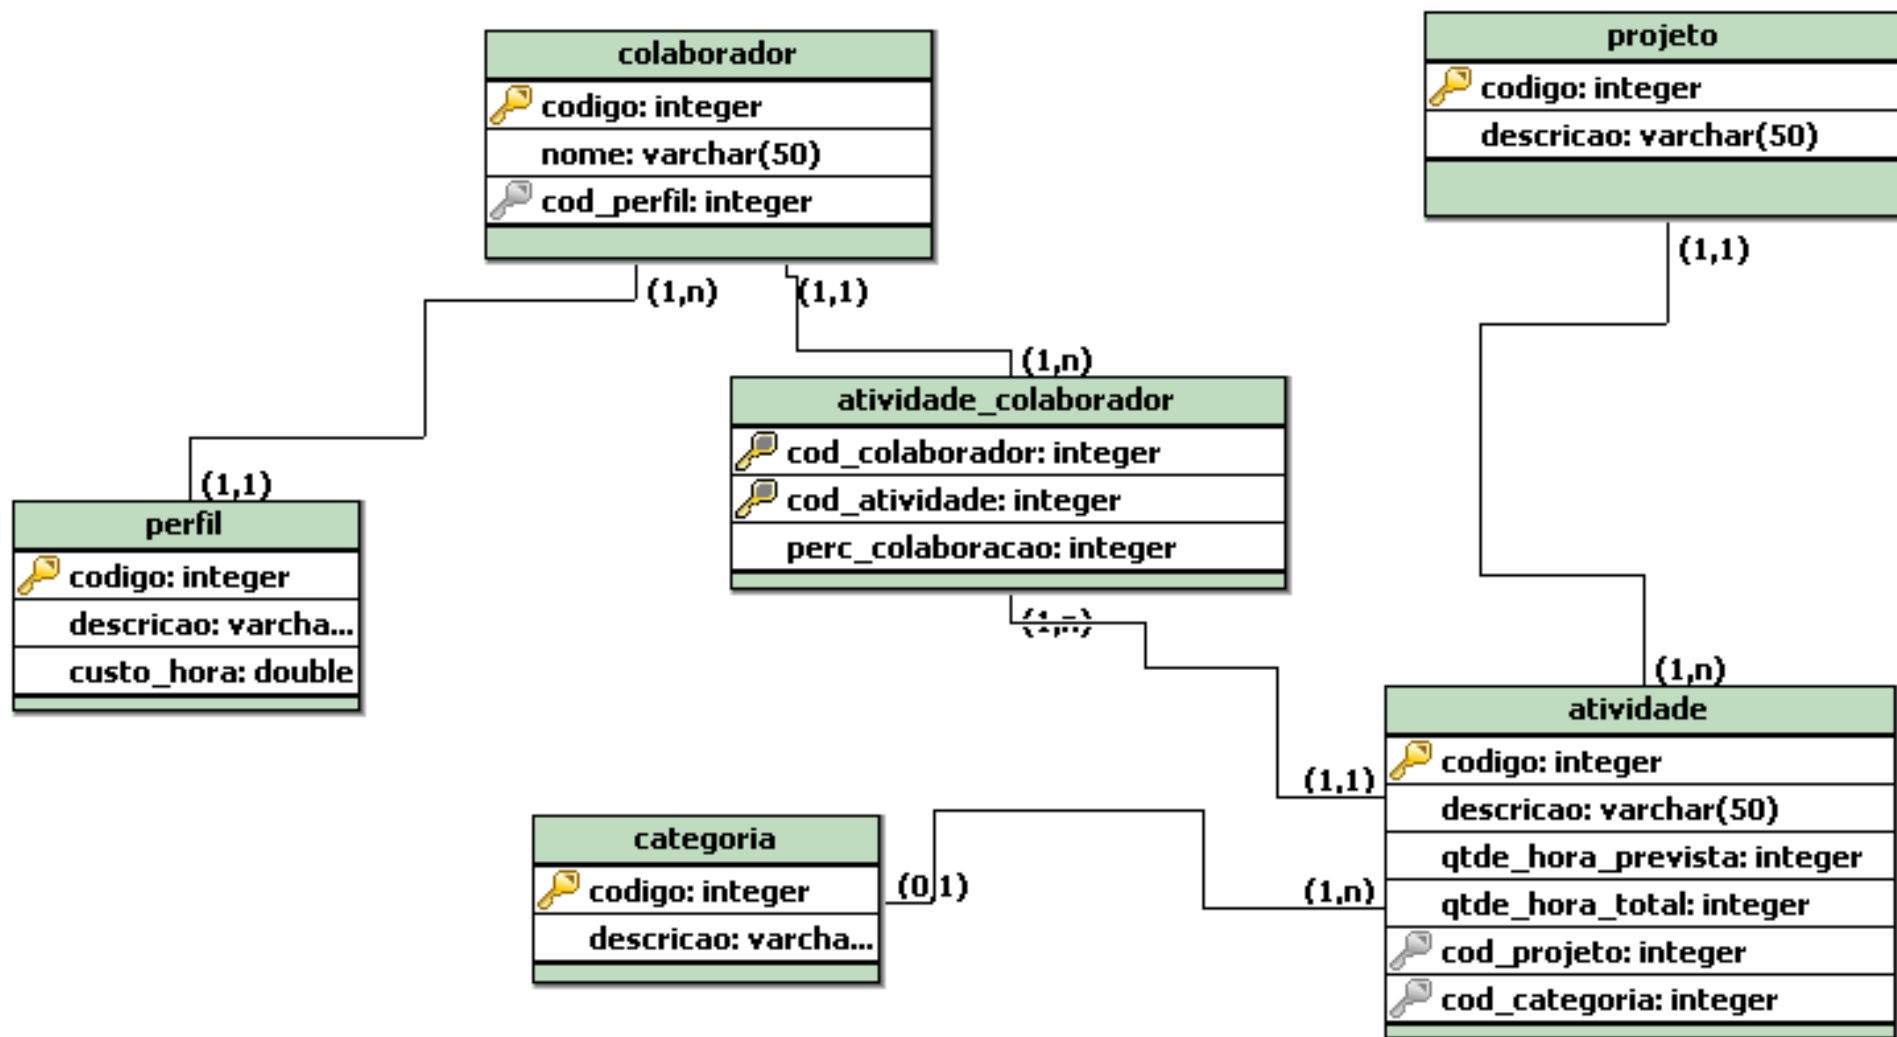 colaborador
codigo: integer
nome: varchar(50)
cod_perfil: integer
projeto
codigo: integer
descricao: varchar(50)
(1,1)
(1,n)
(1,1)
(1,n)
atividade_colaborador
cod_colaborador: integer
cod_atividade: integer
perc_colaboracao: integer
(1,n)
(1,1)
perfil
codigo: integer
descricao: varcha...
custo_hora: double
(1,n)
atividade
codigo: integer
descricao: varchar(50)
qtde_hora_prevista: integer
qtde_hora_total: integer
cod_projeto: integer
cod_categoria: integer
(1,1)
(1,n)
categoria
codigo: integer
descricao: varcha...
(0,1)